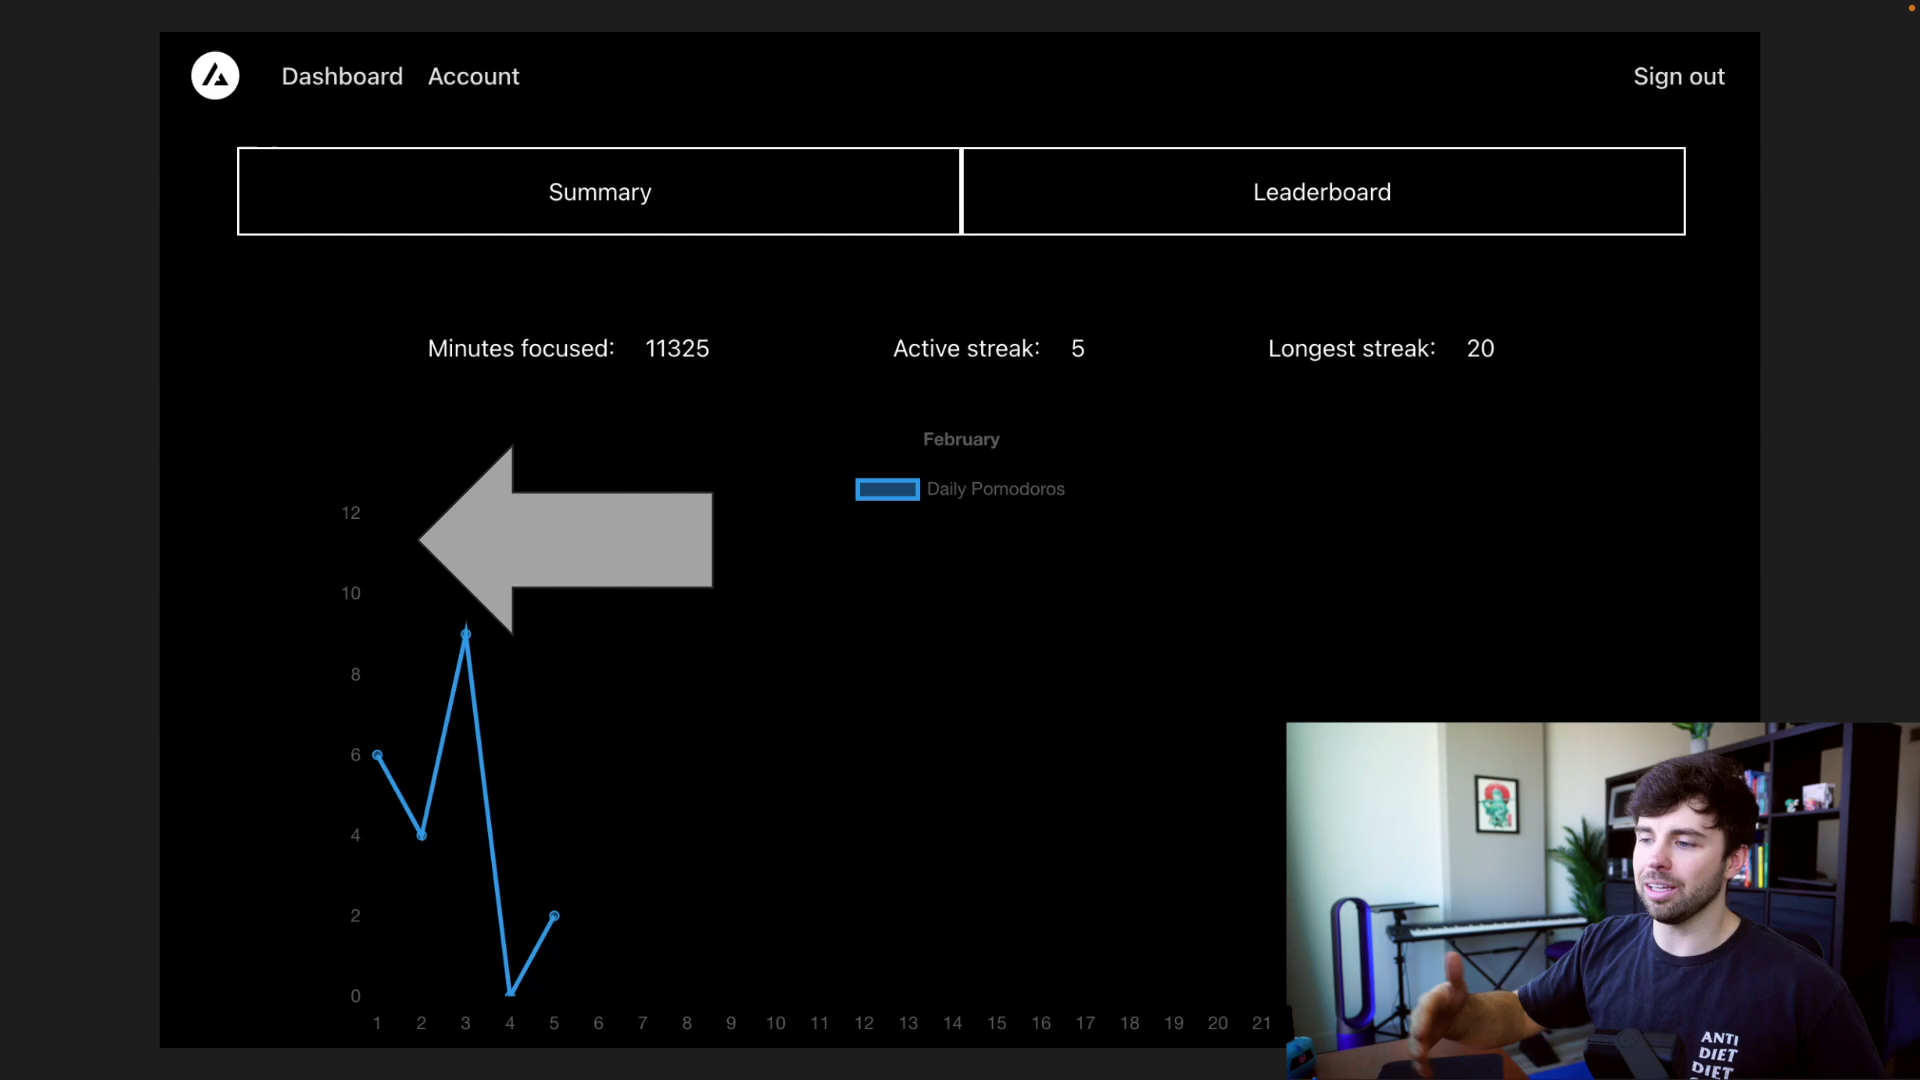 Dashboard Account Sign out
Summary Leaderboard
Minutes focused: 11325 Active streak: 5 Longest streak: 20
February
Daily Pomodoros
12
10
8
6
4
2
0
1 2 3 4 5 6 7 8 9 10 11 12 13 14 15 16 17 18 19 20 21
ANTI
DIET
DIET